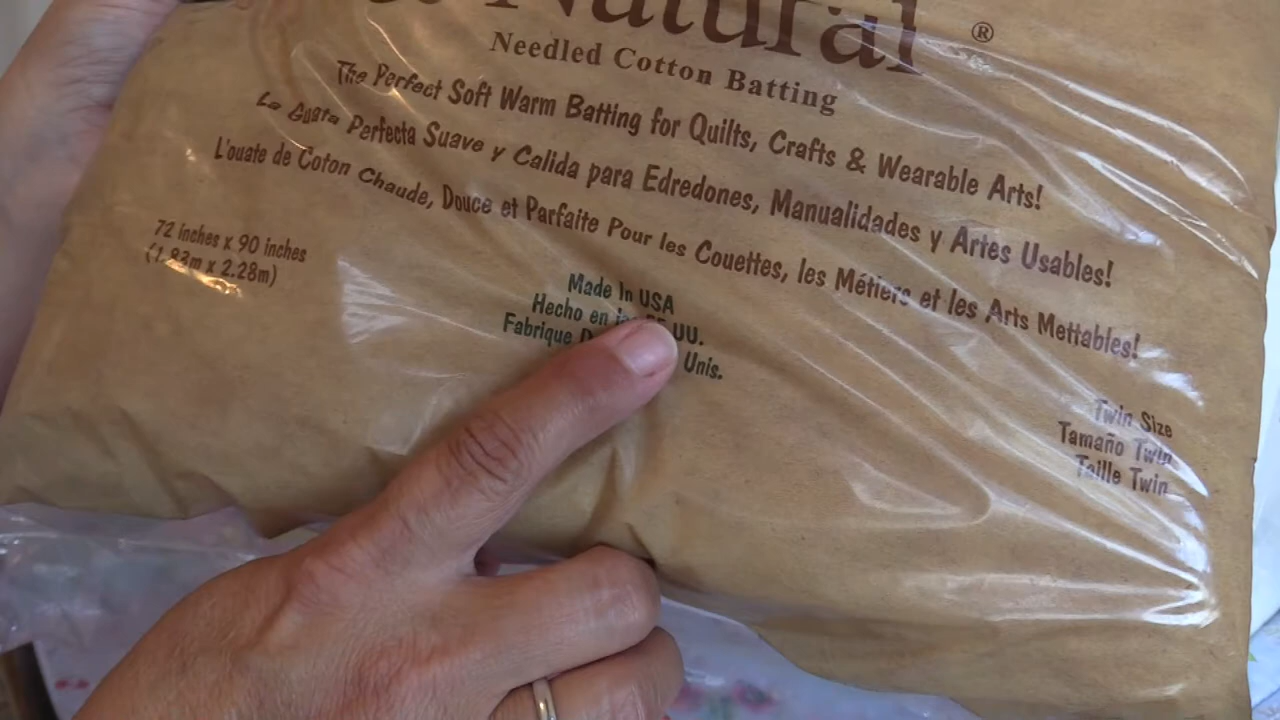 & Natural ®
Needled Cotton Batting
The Perfect Soft Warm Batting for Quilts, Crafts & Wearable Arts!
La Guata Perfecta Suave y Calida para Edredones, Manualidades y Artes Usables!
L'ouate de Coton Chaude, Douce et Parfaite Pour les Couettes, les Métiers et les Arts Mettables!
72 inches x 90 inches
(1.83m x 2.28m)
Made In USA
Hecho en UU.
Fabrique Unis.
Twin Size
Tamaño Twin
Taille Twin